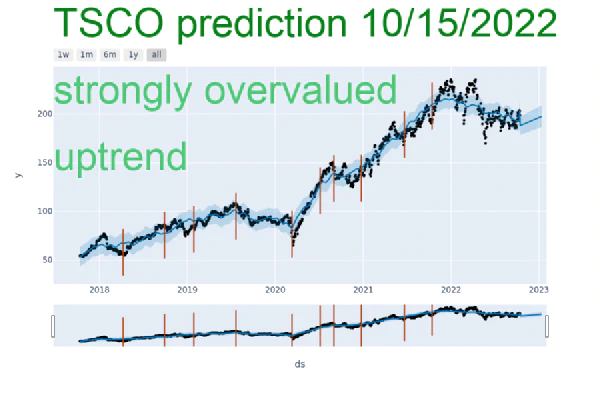 TSCO prediction 10/15/2022
1w 1m 6m 1y all
strongly overvalued
200
uptrend
150
y
100
50
2018 2019 2020 2021 2022 2023
ds